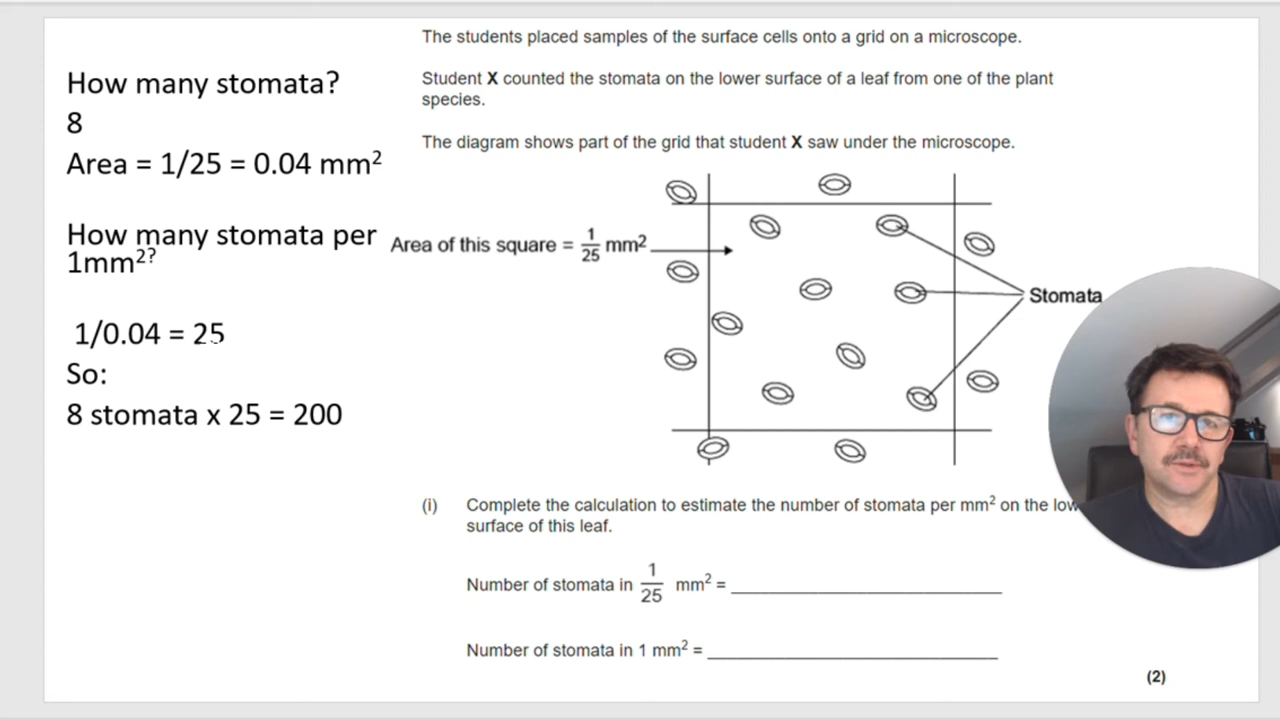 How many stomata?
8
Area = 1/25 = 0.04 mm²
How many stomata per
1mm²?
1/0.04 = 25
So:
8 stomata x 25 = 200
The students placed samples of the surface cells onto a grid on a microscope.
Student X counted the stomata on the lower surface of a leaf from one of the plant
species.
The diagram shows part of the grid that student X saw under the microscope.
Area of this square = 1/25 mm²
Stomata
(i) Complete the calculation to estimate the number of stomata per mm² on the low
surface of this leaf.
Number of stomata in 1/25 mm² =
Number of stomata in 1 mm² =
(2)